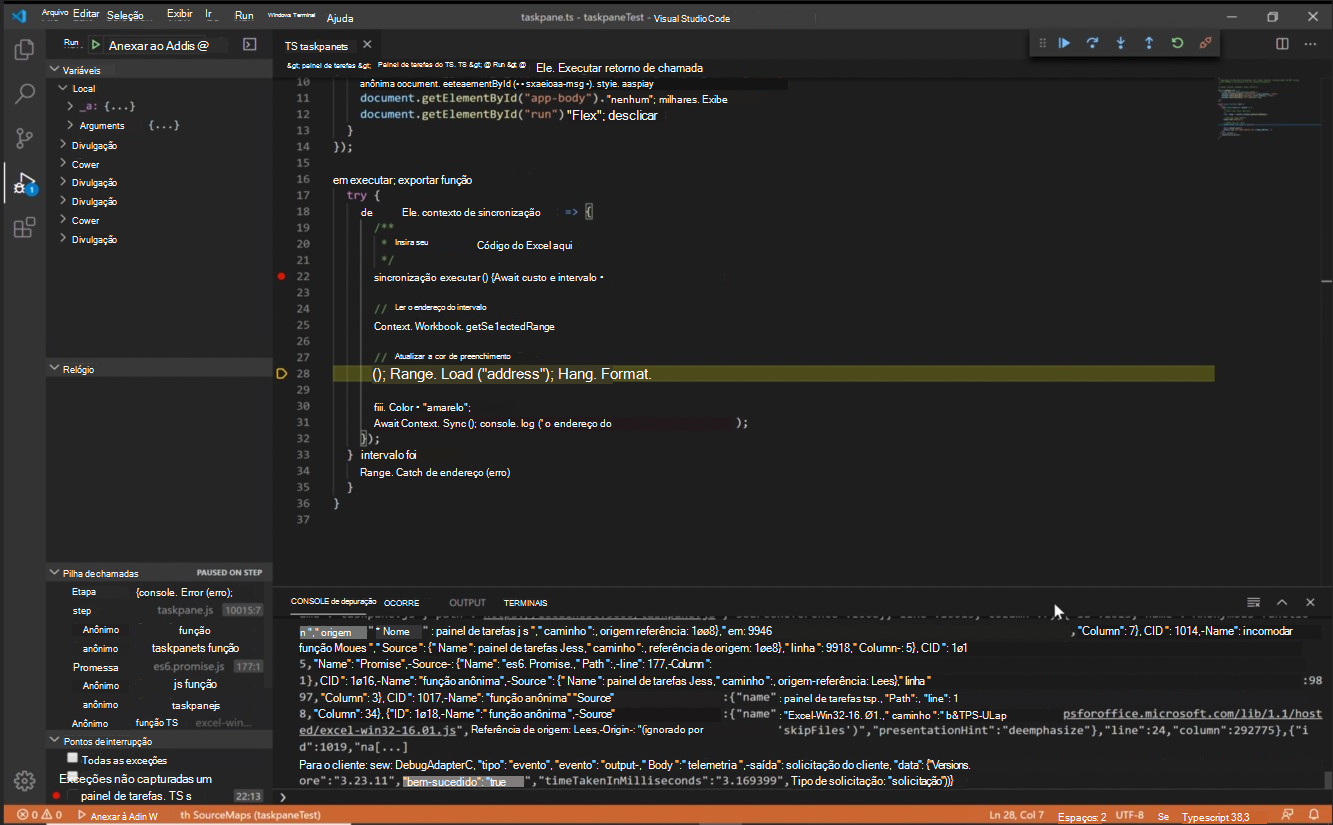 Arquivo Editar Seleção Exibir Ir Run Windows Terminal Ajuda
taskpane.ts - taskpaneTest - Visual Studio Code
Run Anexar ao Addis @
TS taskpanets
&gt; painel de tarefas &gt; Painel de tarefas do TS. TS &gt; @ Run &gt @ Ele. Executar retorno de chamada
Variáveis
Local
_a: {...}
Arguments {...}
Divulgação
Cower
Divulgação
Divulgação
Cower
Divulgação
Relógio
Pilha de chamadas PAUSED ON STEP
Etapa {console. Error (erro);
step taskpane.js 10015:7
Anônimo função
anônimo taskpanets função
Promessa es6.promise.js 177:1
Anônimo js função
anônimo taskpanejs
Anônimo função TS excel-win...
Pontos de interrupção
Todas as exceções
Exceções não capturadas um
painel de tarefas. TS s 22:13
10 anônima oocument. eeteaementByld (••sxaeioaa-msg •). style. aasplay
11 document.getElementById("app-body")."nenhum"; milhares. Exibe
12 document.getElementById("run")"Flex"; desclicar
13 }
14 });
15
16 em executar; exportar função
17 try {
18 de Ele. contexto de sincronização => {
19 /**
20 * Insira seu Código do Excel aqui
21 */
22 sincronização executar () {Await custo e intervalo •
23
24 // Ler o endereço do intervalo
25 Context. Workbook. getSe1ectedRange
26
27 // Atualizar a cor de preenchimento
28 (); Range. Load ("address"); Hang. Format.
29
30 fiii. Color • "amarelo";
31 Await Context. Sync (); console. log (' o endereço do );
32 });
33 } intervalo foi
34 Range. Catch de endereço (erro)
35 }
36 }
37
CONSOLE de depuração OCORRE OUTPUT TERMINAIS
n "," origem "" Nome " : painel de tarefas j s "," caminho ":, origem referência: 1øø8}," em: 9946 , "Column": 7}, CID ": 1014,-Name": incomodar
função Moues "," Source ": {" Name ": painel de tarefas Jess," caminho ":, referência de origem: 1øe8}," linha ": 9918," Column-: 5}, CID ": 1ø1
5, "Name": "Promise",-Source-: {"Name": "es6. Promise.," Path ":,-line": 177,-Column ":
1},CID ": 1ø16,-Name": "função anônima",-Source ": {" Name ": painel de tarefas Jess," caminho ":, origem-referência: Lees}," linha " :98
97, "Column": 3}, CID ": 1017,-Name": "função anônima" "Source" :{"name" : painel de tarefas tsp., "Path":, "line": 1
8, "Column": 34}, {"ID": 1ø18,-Name ":" função anônima ",-Source" :{"name" : "Excel-Win32-16. Ø1.," caminho ":" b&TPS-ULap psforoffice.microsoft.com/lib/1.1/host
ed/excel-win32-16.01.js", Referência de origem: Lees,-Origin-: "(ignorado por 'skipFiles')","presentationHint":"deemphasize"},"line":24,"column":292775},{"i
d":1019,"na[...]
Para o cliente: sew: DebugAdapterC, "tipo": "evento", "evento": "output-," Body ":" telemetria ",-saída": solicitação do cliente, "data": {"Versions.
ore":"3.23.11","bem-sucedido": "true ","timeTakenInMilliseconds":"3.169399", Tipo de solicitação: "solicitação"}}
0 0 Anexar à Adin W th SourceMaps (taskpaneTest) Ln 28, Col 7 Espaços: 2 UTF-8 Se Typescript 38,3